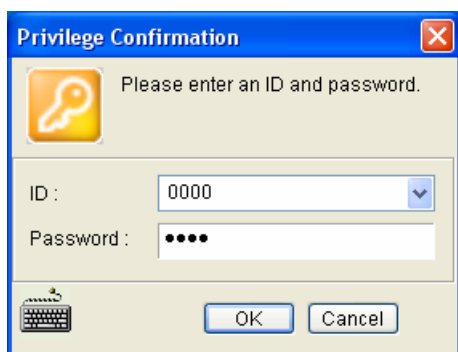 Privilege Confirmation
Please enter an ID and password.
ID : 0000
Password : ••••
OK Cancel